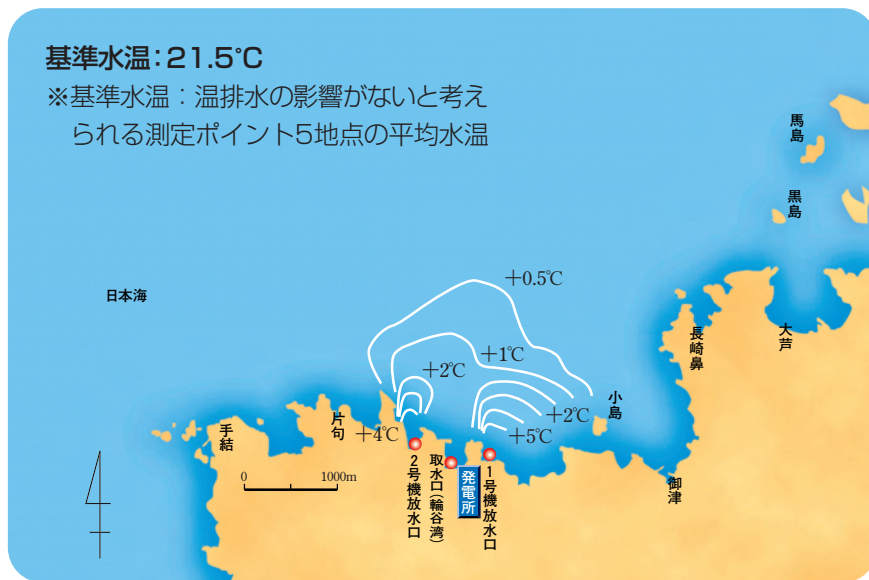 基準水温：21.5℃
※基準水温：温排水の影響がないと考え
られる測定ポイント5地点の平均水温
馬島
黒島
日本海
+0.5℃
+1℃
+2℃
+2℃
+4℃
+5℃
小島
長崎鼻
大芦
手結
片句
御津
0 1000m
2号機放水口
取水口(輪谷湾)
発電所
1号機放水口